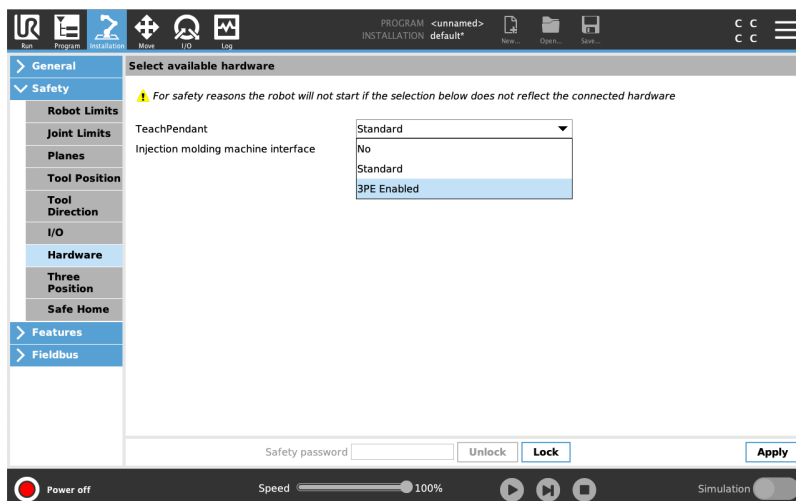 UR
Run
Program
Installation
Move
I/O
Log
PROGRAM <unnamed>
INSTALLATION default*
New...
Open...
Save...
C C
C C
General
Safety
Robot Limits
Joint Limits
Planes
Tool Position
Tool
Direction
I/O
Hardware
Three
Position
Safe Home
Features
Fieldbus
Select available hardware
For safety reasons the robot will not start if the selection below does not reflect the connected hardware
TeachPendant
Standard
Injection molding machine interface
No
Standard
3PE Enabled
Safety password
Unlock
Lock
Apply
Power off
Speed
100%
Simulation